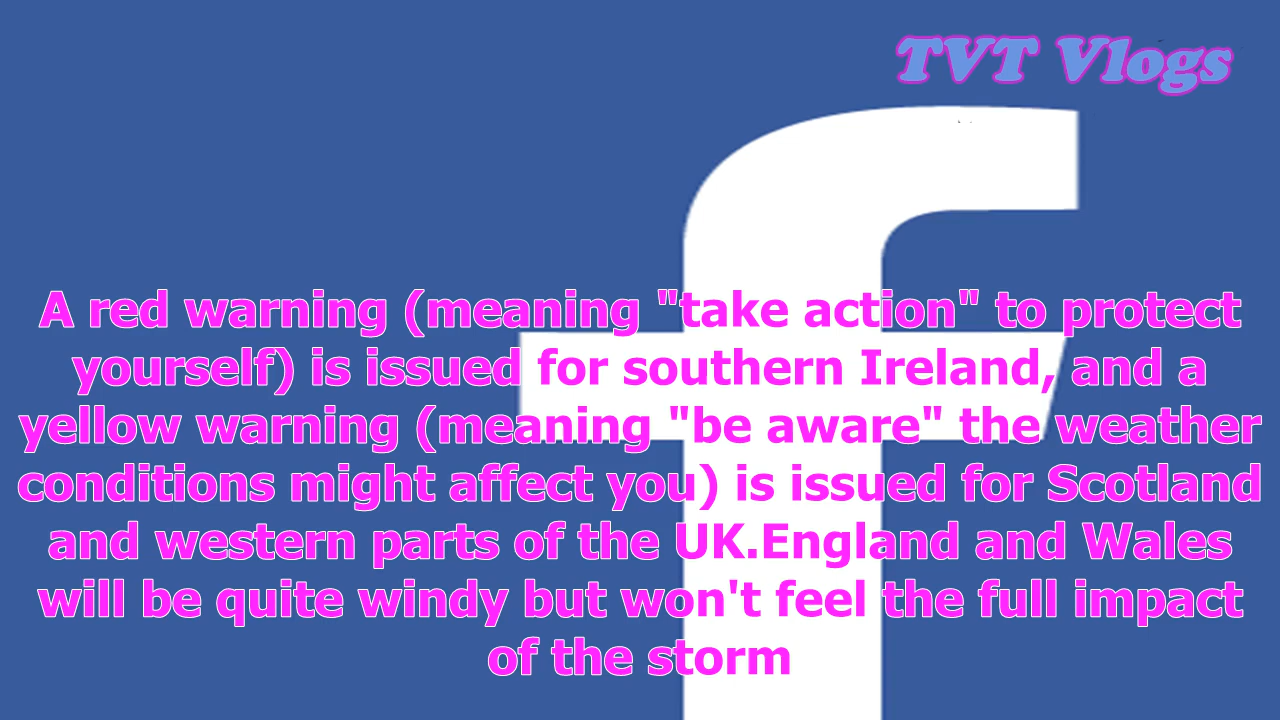 TVT Vlogs
A red warning (meaning "take action" to protect
yourself) is issued for southern Ireland, and a
yellow warning (meaning "be aware" the weather
conditions might affect you) is issued for Scotland
and western parts of the UK.England and Wales
will be quite windy but won't feel the full impact
of the storm